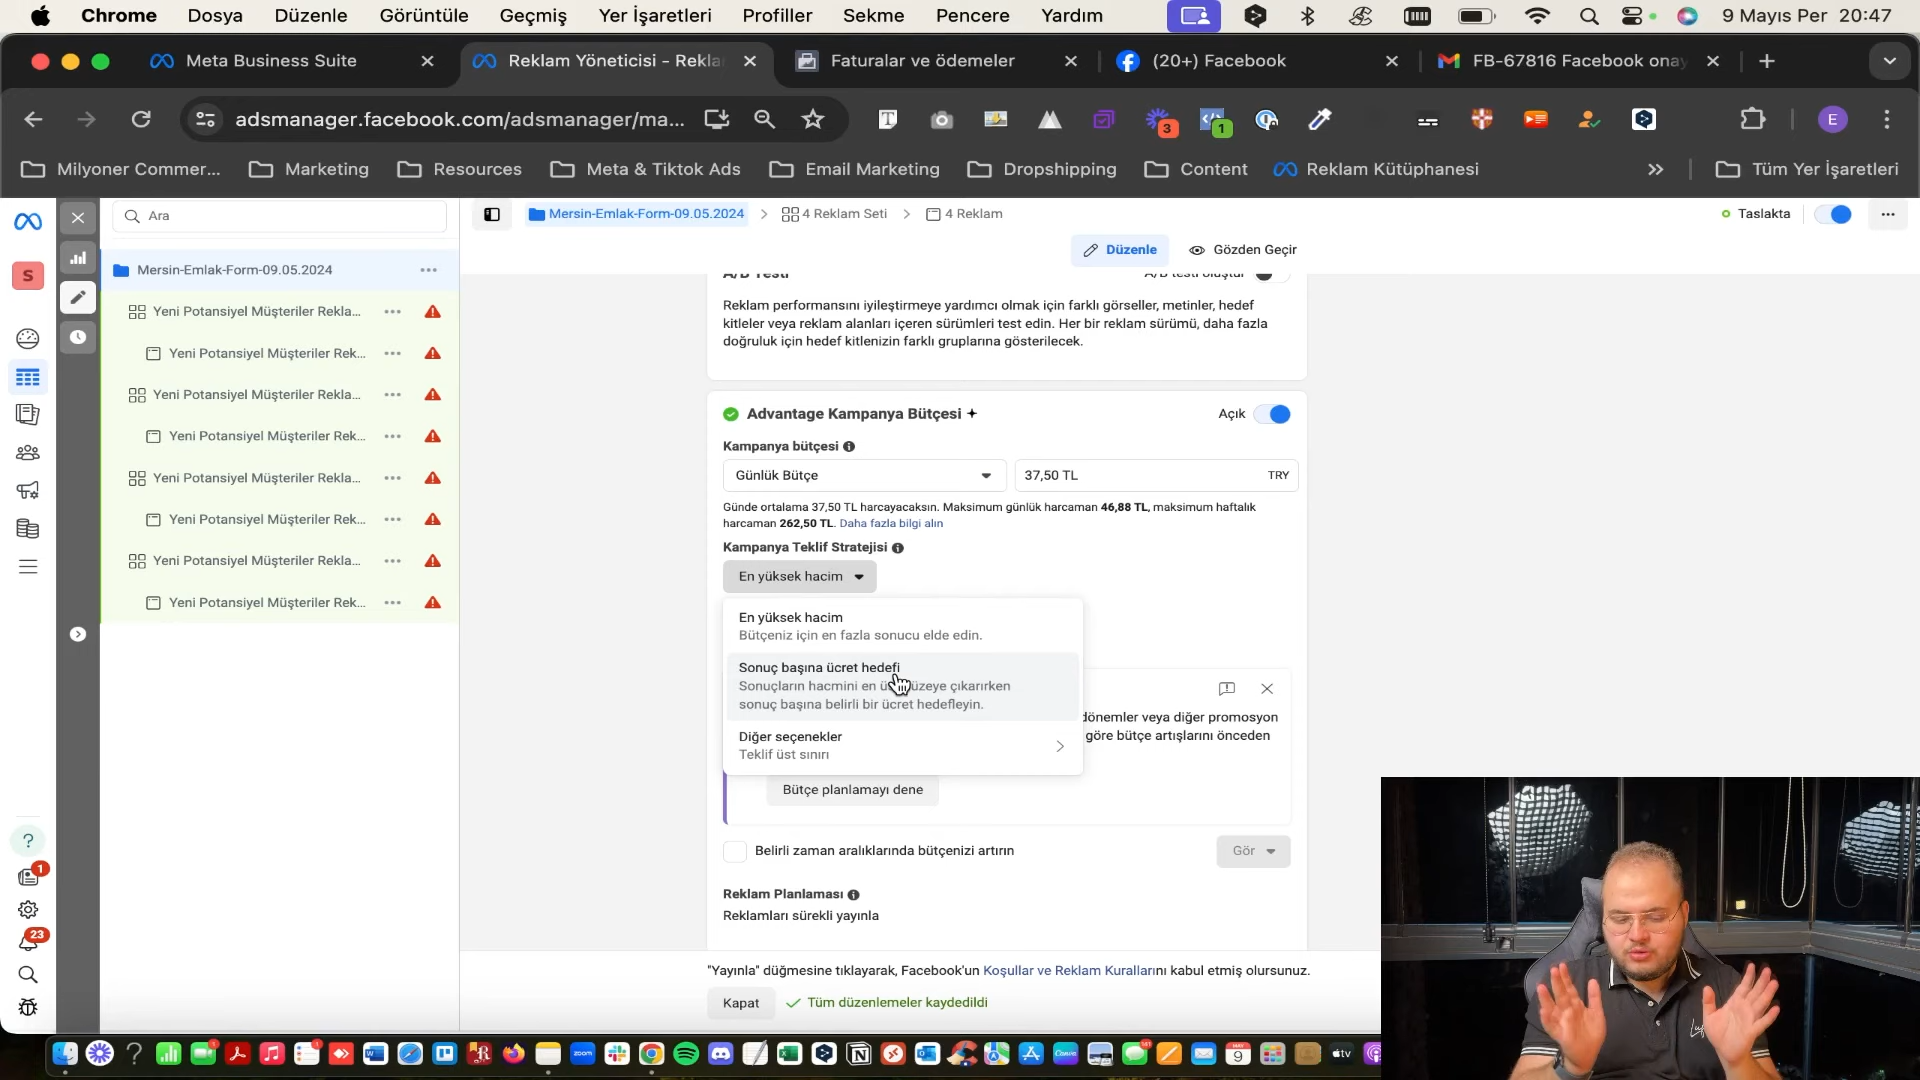 Chrome Dosya Düzenle Görüntüle Geçmiş Yer İşaretleri Profiller Sekme Pencere Yardım 9 Mayıs Per 20:47
Meta Business Suite
Reklam Yöneticisi - Rekla
Faturalar ve ödemeler
(20+) Facebook
FB-67816 Facebook onay
adsmanager.facebook.com/adsmanager/ma...
3
1
E
Milyoner Commer... Marketing Resources Meta & Tiktok Ads Email Marketing Dropshipping Content Reklam Kütüphanesi Tüm Yer İşaretleri
Ara
Mersin-Emlak-Form-09.05.2024 4 Reklam Seti 4 Reklam
Taslakta
Düzenle Gözden Geçir
S
Mersin-Emlak-Form-09.05.2024
Yeni Potansiyel Müşteriler Rekla...
Yeni Potansiyel Müşteriler Rek...
Yeni Potansiyel Müşteriler Rekla...
Yeni Potansiyel Müşteriler Rek...
Yeni Potansiyel Müşteriler Rekla...
Yeni Potansiyel Müşteriler Rek...
Yeni Potansiyel Müşteriler Rekla...
Yeni Potansiyel Müşteriler Rek...
?
1
23
A/B Testi A/B testi oluştur
Reklam performansını iyileştirmeye yardımcı olmak için farklı görseller, metinler, hedef
kitleler veya reklam alanları içeren sürümleri test edin. Her bir reklam sürümü, daha fazla
doğruluk için hedef kitlenizin farklı gruplarına gösterilecek.
Advantage Kampanya Bütçesi Açık
Kampanya bütçesi
Günlük Bütçe 37,50 TL TRY
Günde ortalama 37,50 TL harcayacaksın. Maksimum günlük harcaman 46,88 TL, maksimum haftalık
harcaman 262,50 TL. Daha fazla bilgi alın
Kampanya Teklif Stratejisi
En yüksek hacim
En yüksek hacim
Bütçeniz için en fazla sonucu elde edin.
Sonuç başına ücret hedefi
Sonuçların hacmini en üst düzeye çıkarırken
sonuç başına belirli bir ücret hedefleyin.
Diğer seçenekler
Teklif üst sınırı
dönemler veya diğer promosyon
göre bütçe artışlarını önceden
Bütçe planlamayı dene
Belirli zaman aralıklarında bütçenizi artırın Gör
Reklam Planlaması
Reklamları sürekli yayınla
"Yayınla" düğmesine tıklayarak, Facebook'un Koşullar ve Reklam Kurallarını kabul etmiş olursunuz.
Kapat Tüm düzenlemeler kaydedildi